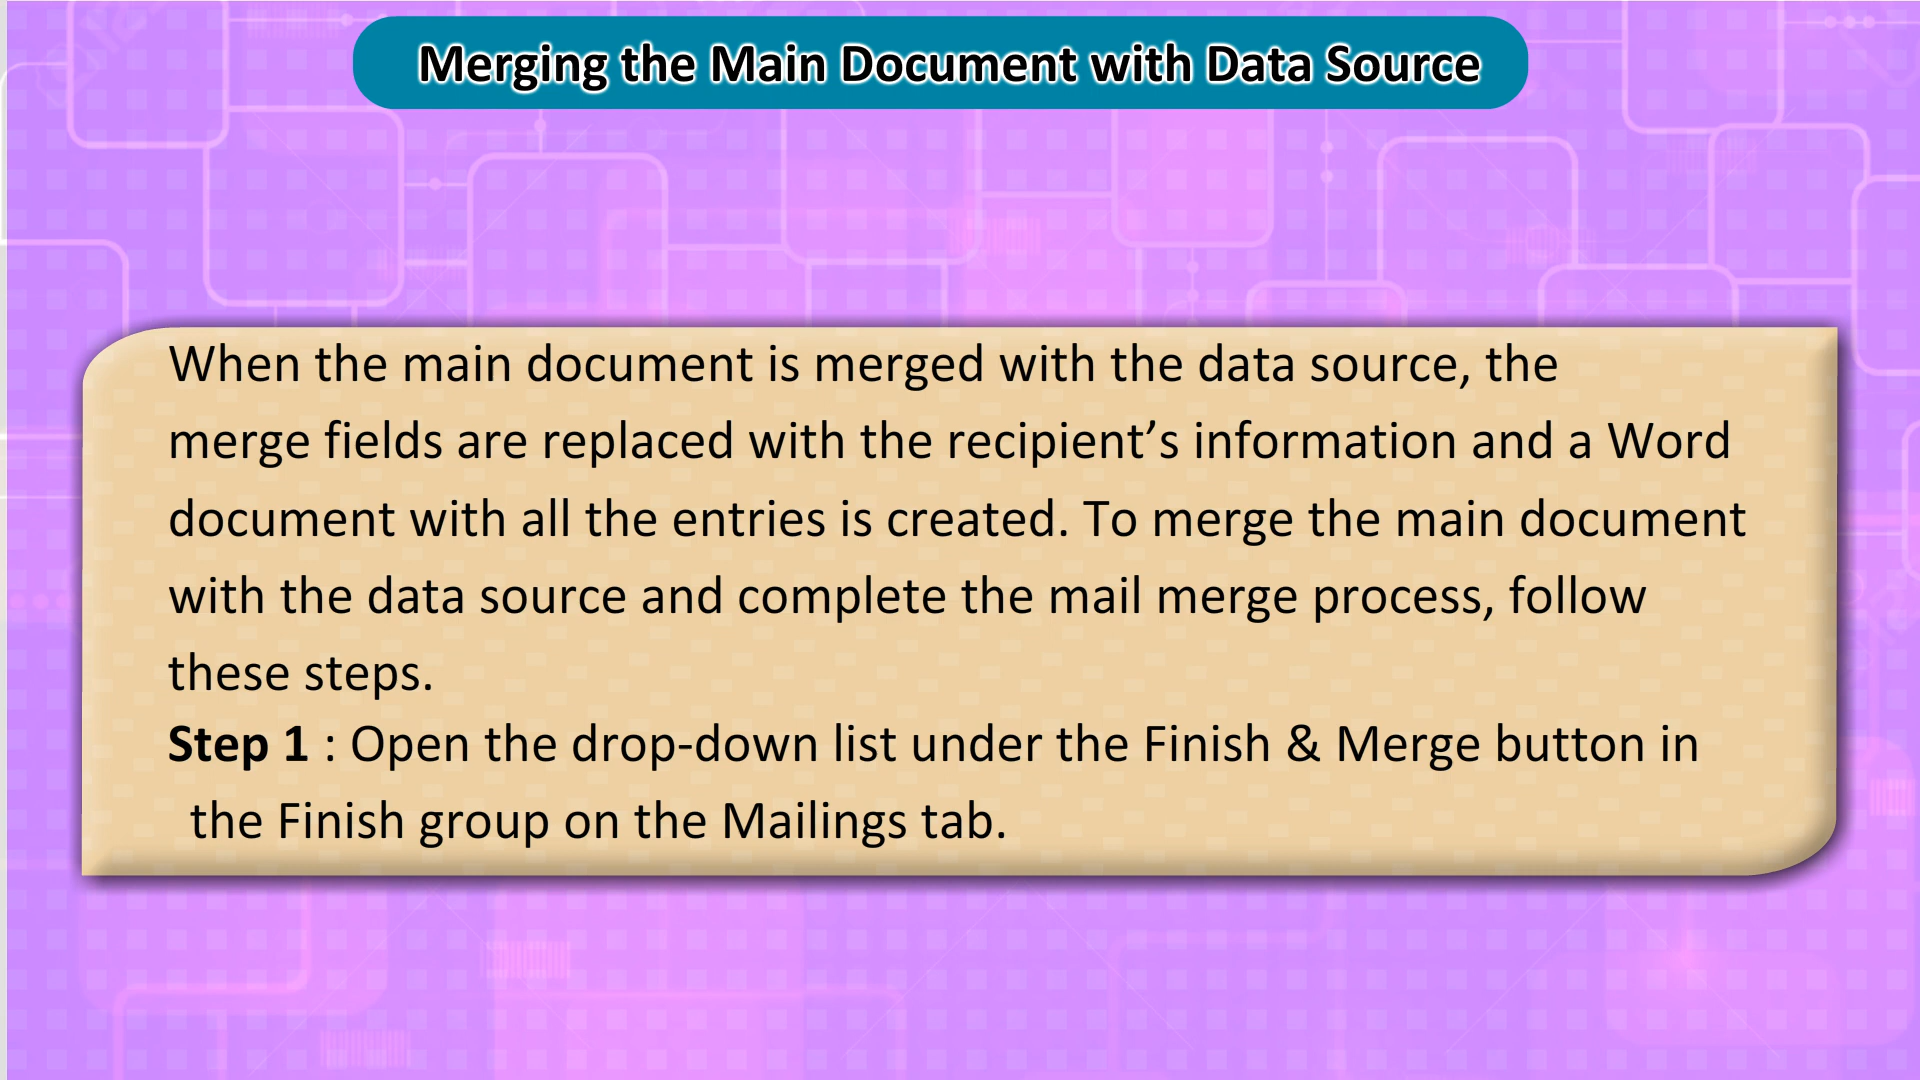 Merging the Main Document with Data Source
When the main document is merged with the data source, the
merge fields are replaced with the recipient’s information and a Word
document with all the entries is created. To merge the main document
with the data source and complete the mail merge process, follow
these steps.
Step 1 : Open the drop-down list under the Finish & Merge button in
the Finish group on the Mailings tab.